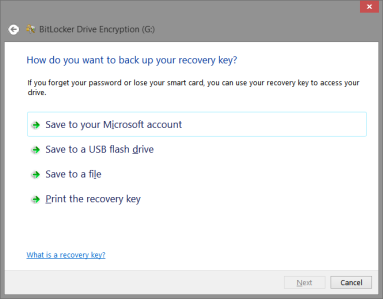 BitLocker Drive Encryption (G:)
How do you want to back up your recovery key?
If you forget your password or lose your smart card, you can use your recovery key to access your
drive.
Save to your Microsoft account
Save to a USB flash drive
Save to a file
Print the recovery key
What is a recovery key?
Next Cancel